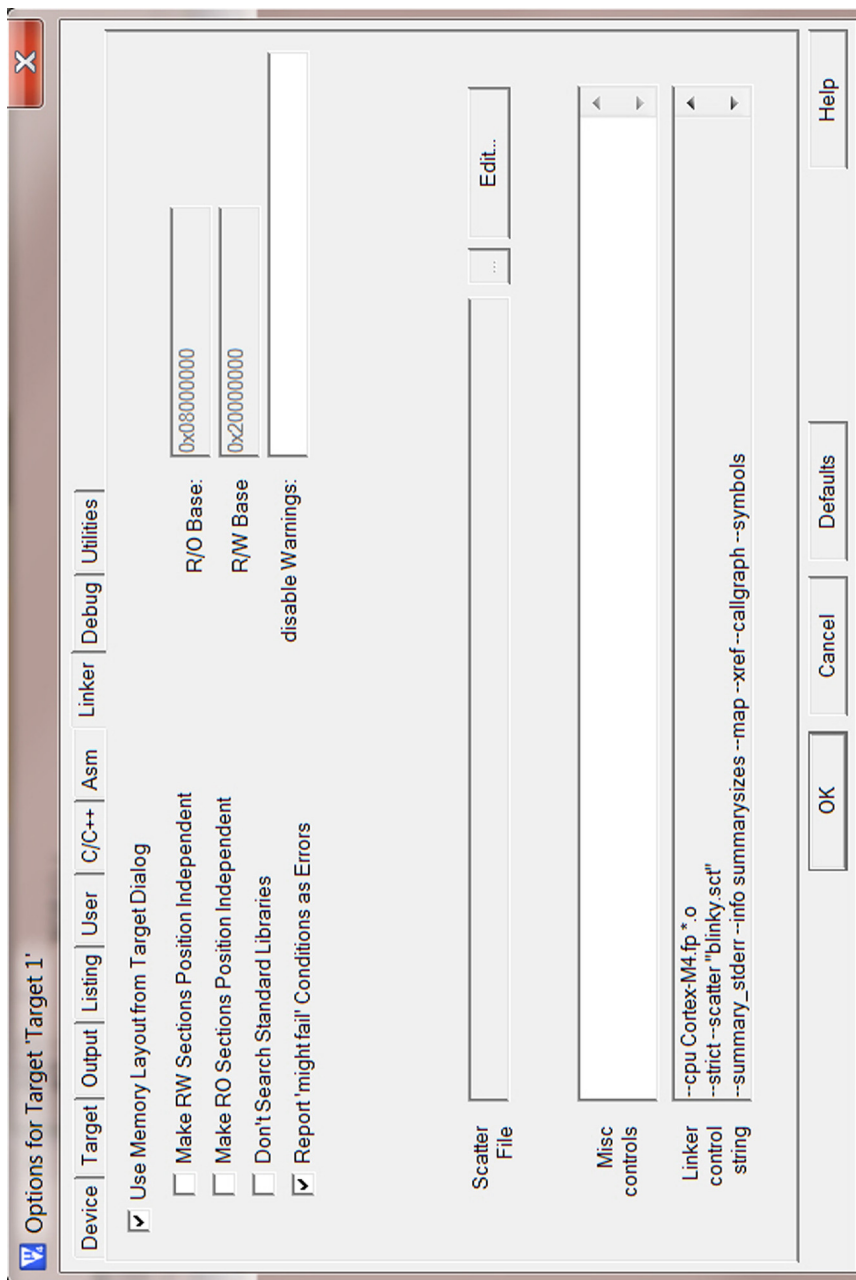 Options for Target 'Target 1'
Device Target Output Listing User C/C++ Asm Linker Debug Utilities
Use Memory Layout from Target Dialog
Make RW Sections Position Independent
R/O Base: 0x08000000
Make RO Sections Position Independent
R/W Base 0x20000000
Don't Search Standard Libraries
disable Warnings:
Report 'might fail' Conditions as Errors
Scatter
File
... Edit...
Misc
controls
Linker
control
string
--cpu Cortex-M4.fp *.o
--strict --scatter "blinky.sct"
--summary_stderr --info summarysizes --map --xref --callgraph --symbols
OK Cancel Defaults Help